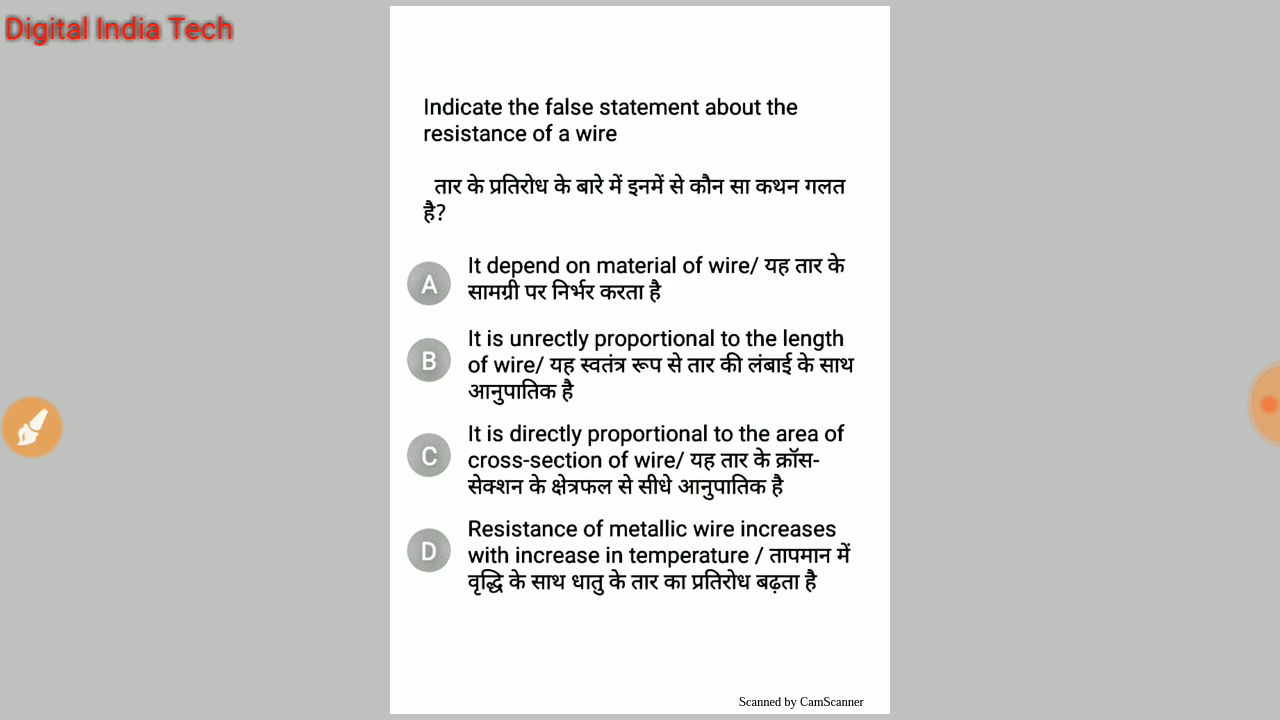 Digital India Tech
Indicate the false statement about the
resistance of a wire
तार के प्रतिरोध के बारे में इनमें से कौन सा कथन गलत
है?
A
It depend on material of wire/ यह तार के
सामग्री पर निर्भर करता है
B
It is unrectly proportional to the length
of wire/ यह स्वतंत्र रूप से तार की लंबाई के साथ
आनुपातिक है
C
It is directly proportional to the area of
cross-section of wire/ यह तार के क्रॉस-
सेक्शन के क्षेत्रफल से सीधे आनुपातिक है
D
Resistance of metallic wire increases
with increase in temperature / तापमान में
वृद्धि के साथ धातु के तार का प्रतिरोध बढ़ता है
Scanned by CamScanner